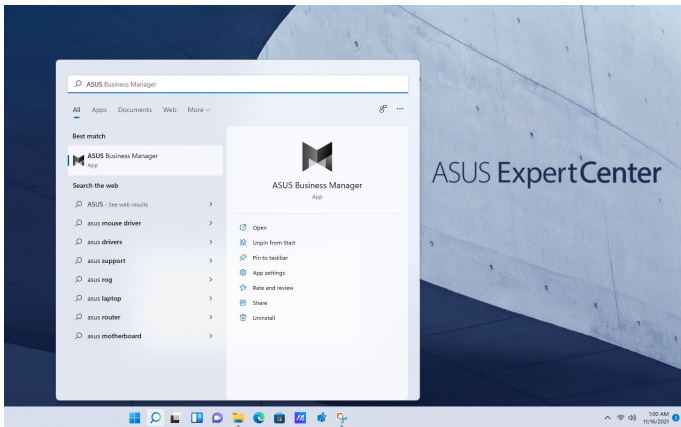 ASUS Business Manager
All Apps Documents Web More
Best match
ASUS Business Manager
App
Search the web
ASUS - See web results
asus mouse driver
asus drivers
asus support
asus rog
asus laptop
asus router
asus motherboard
ASUS Business Manager
App
Open
Unpin from Start
Pin to taskbar
App settings
Rate and review
Share
Uninstall
ASUS ExpertCenter
1:00 AM
11/16/2021